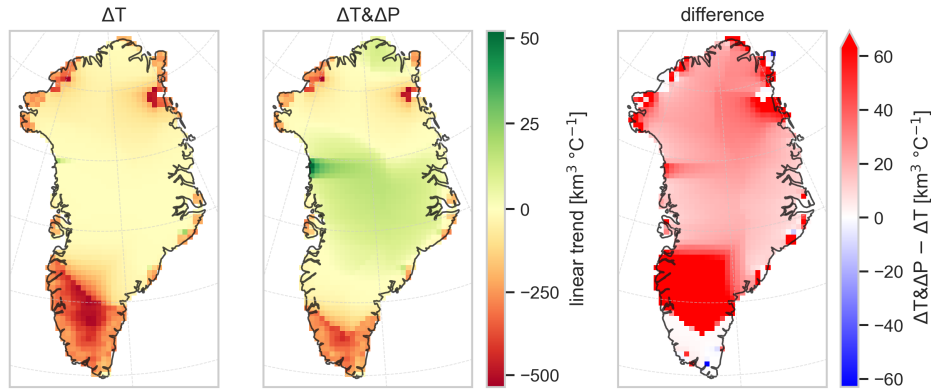 ΔT
ΔT&ΔP
difference
50
25
0
−250
−500
linear trend [km³ °C⁻¹]
60
40
20
0
−20
−40
−60
ΔT&ΔP − ΔT [km³ °C⁻¹]